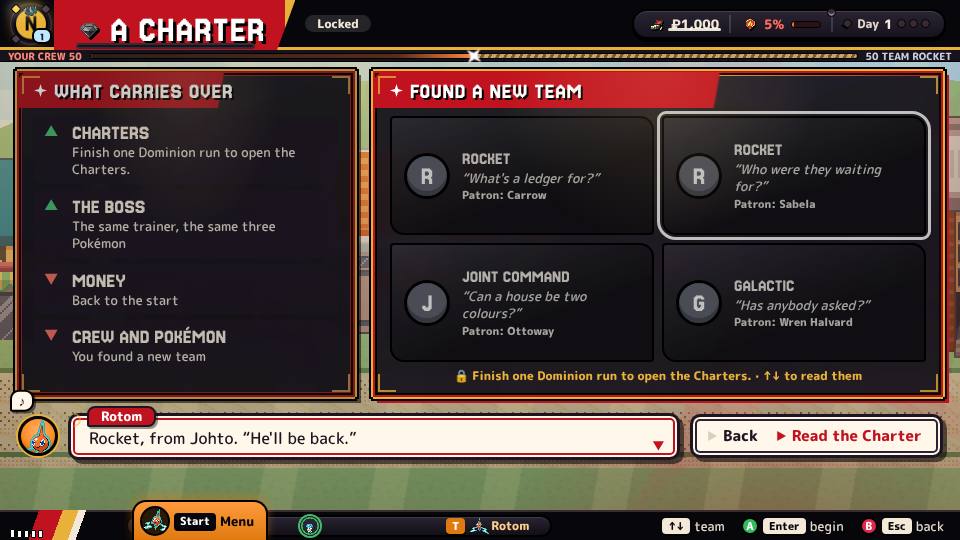 N
1
A CHARTER
Locked
₽1,000
5%
Day 1
YOUR CREW 50
50 TEAM ROCKET
WHAT CARRIES OVER
CHARTERS
Finish one Dominion run to open the
Charters.
THE BOSS
The same trainer, the same three
Pokémon
MONEY
Back to the start
CREW AND POKÉMON
You found a new team
FOUND A NEW TEAM
R
ROCKET
“What's a ledger for?”
Patron: Carrow
R
ROCKET
“Who were they waiting
for?”
Patron: Sabela
J
JOINT COMMAND
“Can a house be two
colours?”
Patron: Ottoway
G
GALACTIC
“Has anybody asked?”
Patron: Wren Halvard
🔒 Finish one Dominion run to open the Charters. · ↑↓ to read them
♪
Rotom
Rocket, from Johto. “He'll be back.”
Back
Read the Charter
Start Menu
T Rotom
↑↓ team
A Enter begin
B Esc back